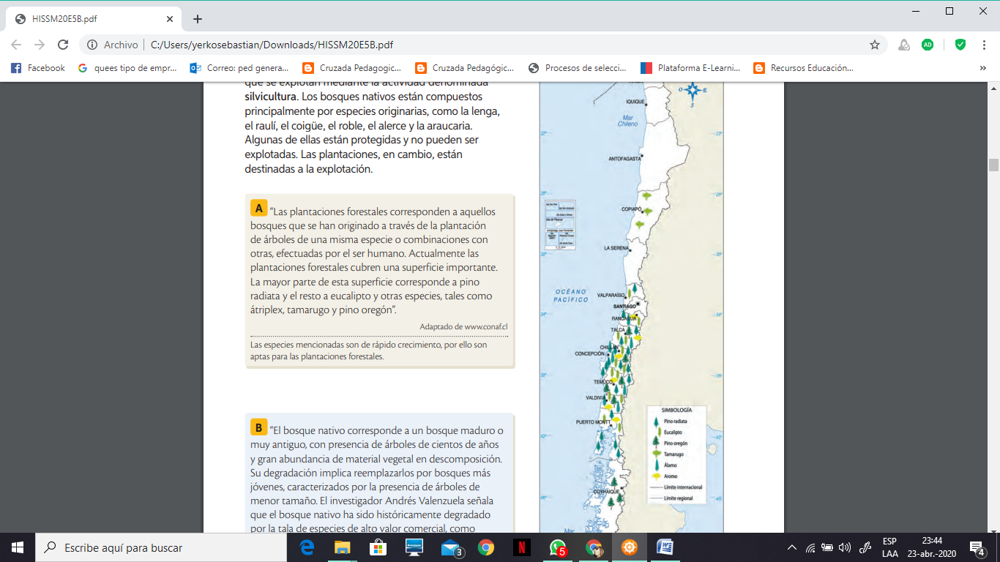 HISSM20E5B.pdf
Archivo
C:/Users/yerkosebastian/Downloads/HISSM20E5B.pdf
Facebook
quees tipo de empr...
Correo: ped genera...
Cruzada Pedagogic...
Cruzada Pedagógic...
Procesos de selecci...
Plataforma E-Learni...
Recursos Educación...
»
que se explotan mediante la actividad denominada
silvicultura. Los bosques nativos están compuestos
principalmente por especies originarias, como la lenga,
el raulí, el coigüe, el roble, el alerce y la araucaria.
Algunas de ellas están protegidas y no pueden ser
explotadas. Las plantaciones, en cambio, están
destinadas a la explotación.
A "Las plantaciones forestales corresponden a aquellos
bosques que se han originado a través de la plantación
de árboles de una misma especie o combinaciones con
otras, efectuadas por el ser humano. Actualmente las
plantaciones forestales cubren una superficie importante.
La mayor parte de esta superficie corresponde a pino
radiata y el resto a eucalipto y otras especies, tales como
átriplex, tamarugo y pino oregón".
Adaptado de www.conaf.cl
Las especies mencionadas son de rápido crecimiento, por ello son
aptas para las plantaciones forestales.
B "El bosque nativo corresponde a un bosque maduro o
muy antiguo, con presencia de árboles de cientos de años
y gran abundancia de material vegetal en descomposición.
Su degradación implica reemplazarlos por bosques más
jóvenes, caracterizados por la presencia de árboles de
menor tamaño. El investigador Andrés Valenzuela señala
que el bosque nativo ha sido históricamente degradado
por la tala de especies de alto valor comercial, como
O
E
S
IQUIQUE
Mar
Chileno
ANTOFAGASTA
COPIAPÓ
LA SERENA
OCÉANO
PACÍFICO
VALPARAÍSO
SANTIAGO
RANCAGUA
TALCA
CHILLÁN
CONCEPCIÓN
TEMUCO
VALDIVIA
PUERTO MONTT
COYHAIQUE
Mar
SIMBOLOGÍA
Pino radiata
Eucalipto
Pino oregón
Tamarugo
Álamo
Aromo
Límite internacional
Límite regional
Escribe aquí para buscar
3
5
ESP
LAA
23:44
23-abr.-2020
4